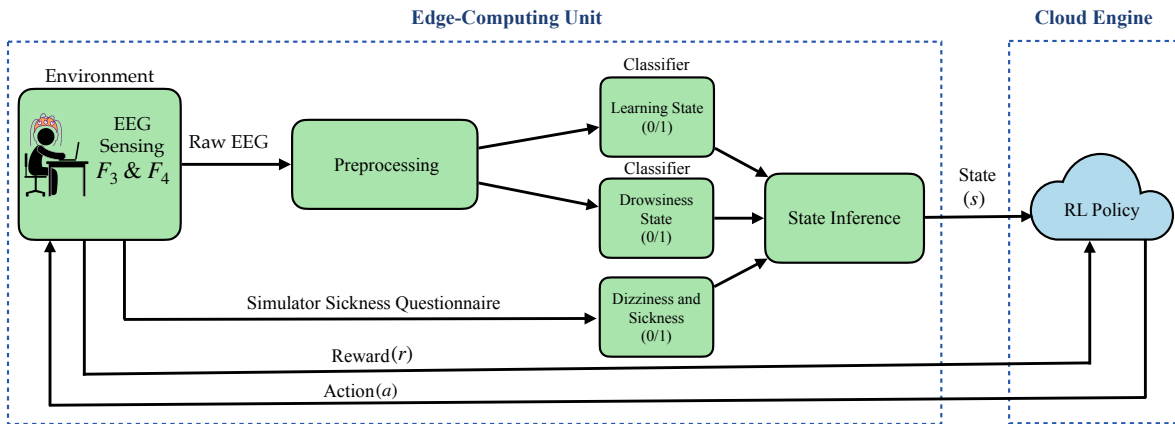 Edge-Computing Unit
Cloud Engine
Environment
EEG
Sensing
F₃ & F₄
Raw EEG
Preprocessing
Classifier
Learning State
(0/1)
Classifier
Drowsiness
State
(0/1)
Dizziness and
Sickness
(0/1)
State Inference
State
(s)
RL Policy
Simulator Sickness Questionnaire
Reward(r)
Action(a)